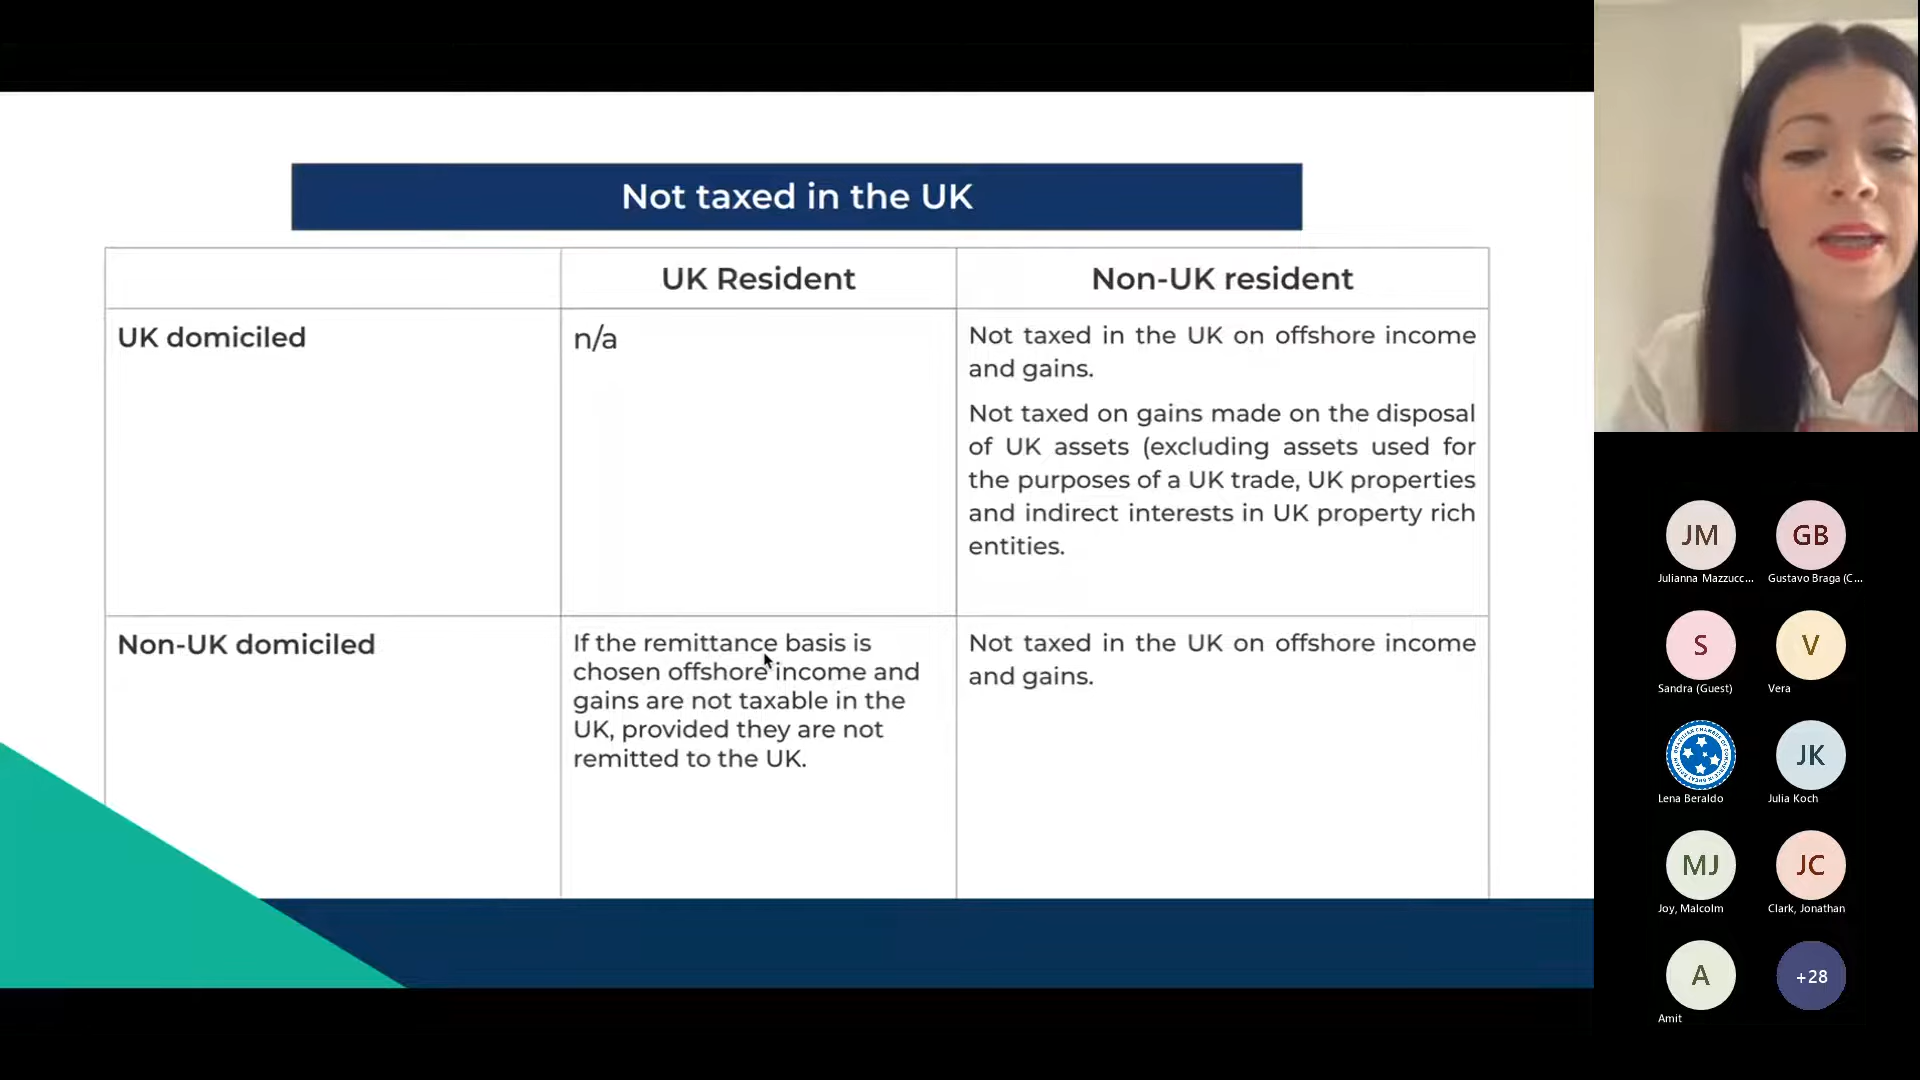 Not taxed in the UK
UK Resident
Non-UK resident
UK domiciled
n/a
Not taxed in the UK on offshore income
and gains.
Not taxed on gains made on the disposal
of UK assets (excluding assets used for
the purposes of a UK trade, UK properties
and indirect interests in UK property rich
entities.
Non-UK domiciled
If the remittance basis is
chosen offshore income and
gains are not taxable in the
UK, provided they are not
remitted to the UK.
Not taxed in the UK on offshore income
and gains.
JM
Julianna Mazzucc...
GB
Gustavo Braga (C...
S
Sandra (Guest)
V
Vera
Lena Beraldo
JK
Julia Koch
MJ
Joy, Malcolm
JC
Clark, Jonathan
A
Amit
+28